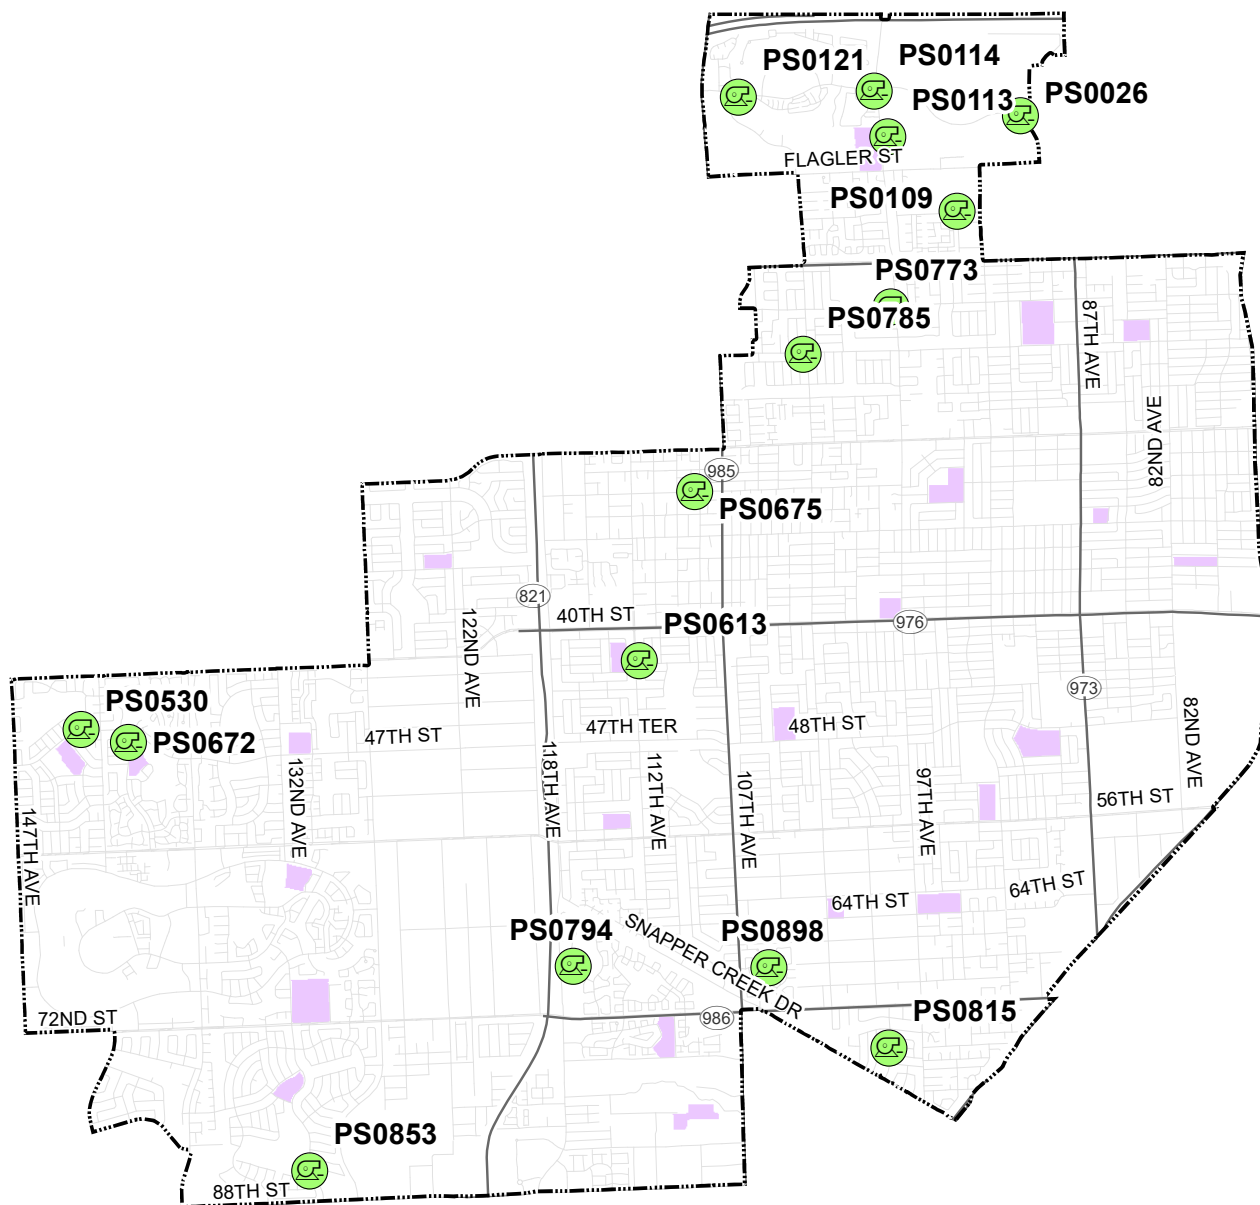 PS0114
PS0121
PS0026
PS0113
FLAGLER ST
PS0109
PS0773
PS0785
87TH AVE
82ND AVE
985
PS0675
821
40TH ST
PS0613
976
122ND AVE
973
PS0530
PS0672
47TH ST
47TH TER
48TH ST
82ND AVE
132ND AVE
118TH AVE
112TH AVE
107TH AVE
97TH AVE
56TH ST
147TH AVE
64TH ST
64TH ST
PS0794
SNAPPER CREEK DR
PS0898
72ND ST
986
PS0815
PS0853
88TH ST